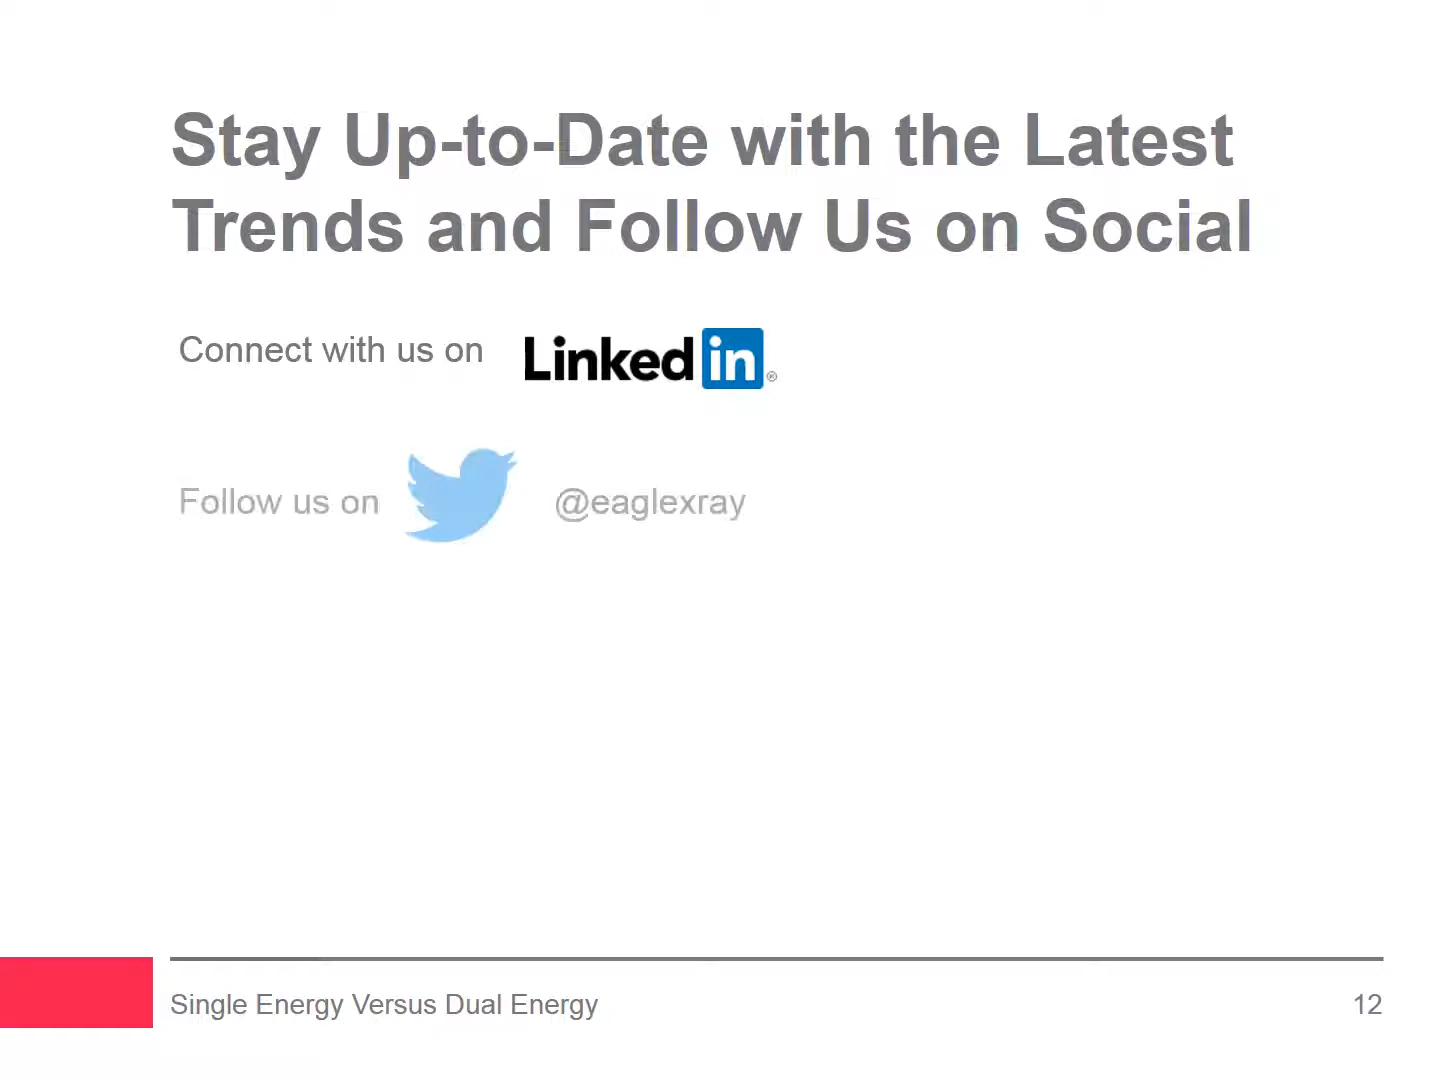 Stay Up-to-Date with the Latest
Trends and Follow Us on Social
Connect with us on Linkedin®
Follow us on @eaglexray
Single Energy Versus Dual Energy 12